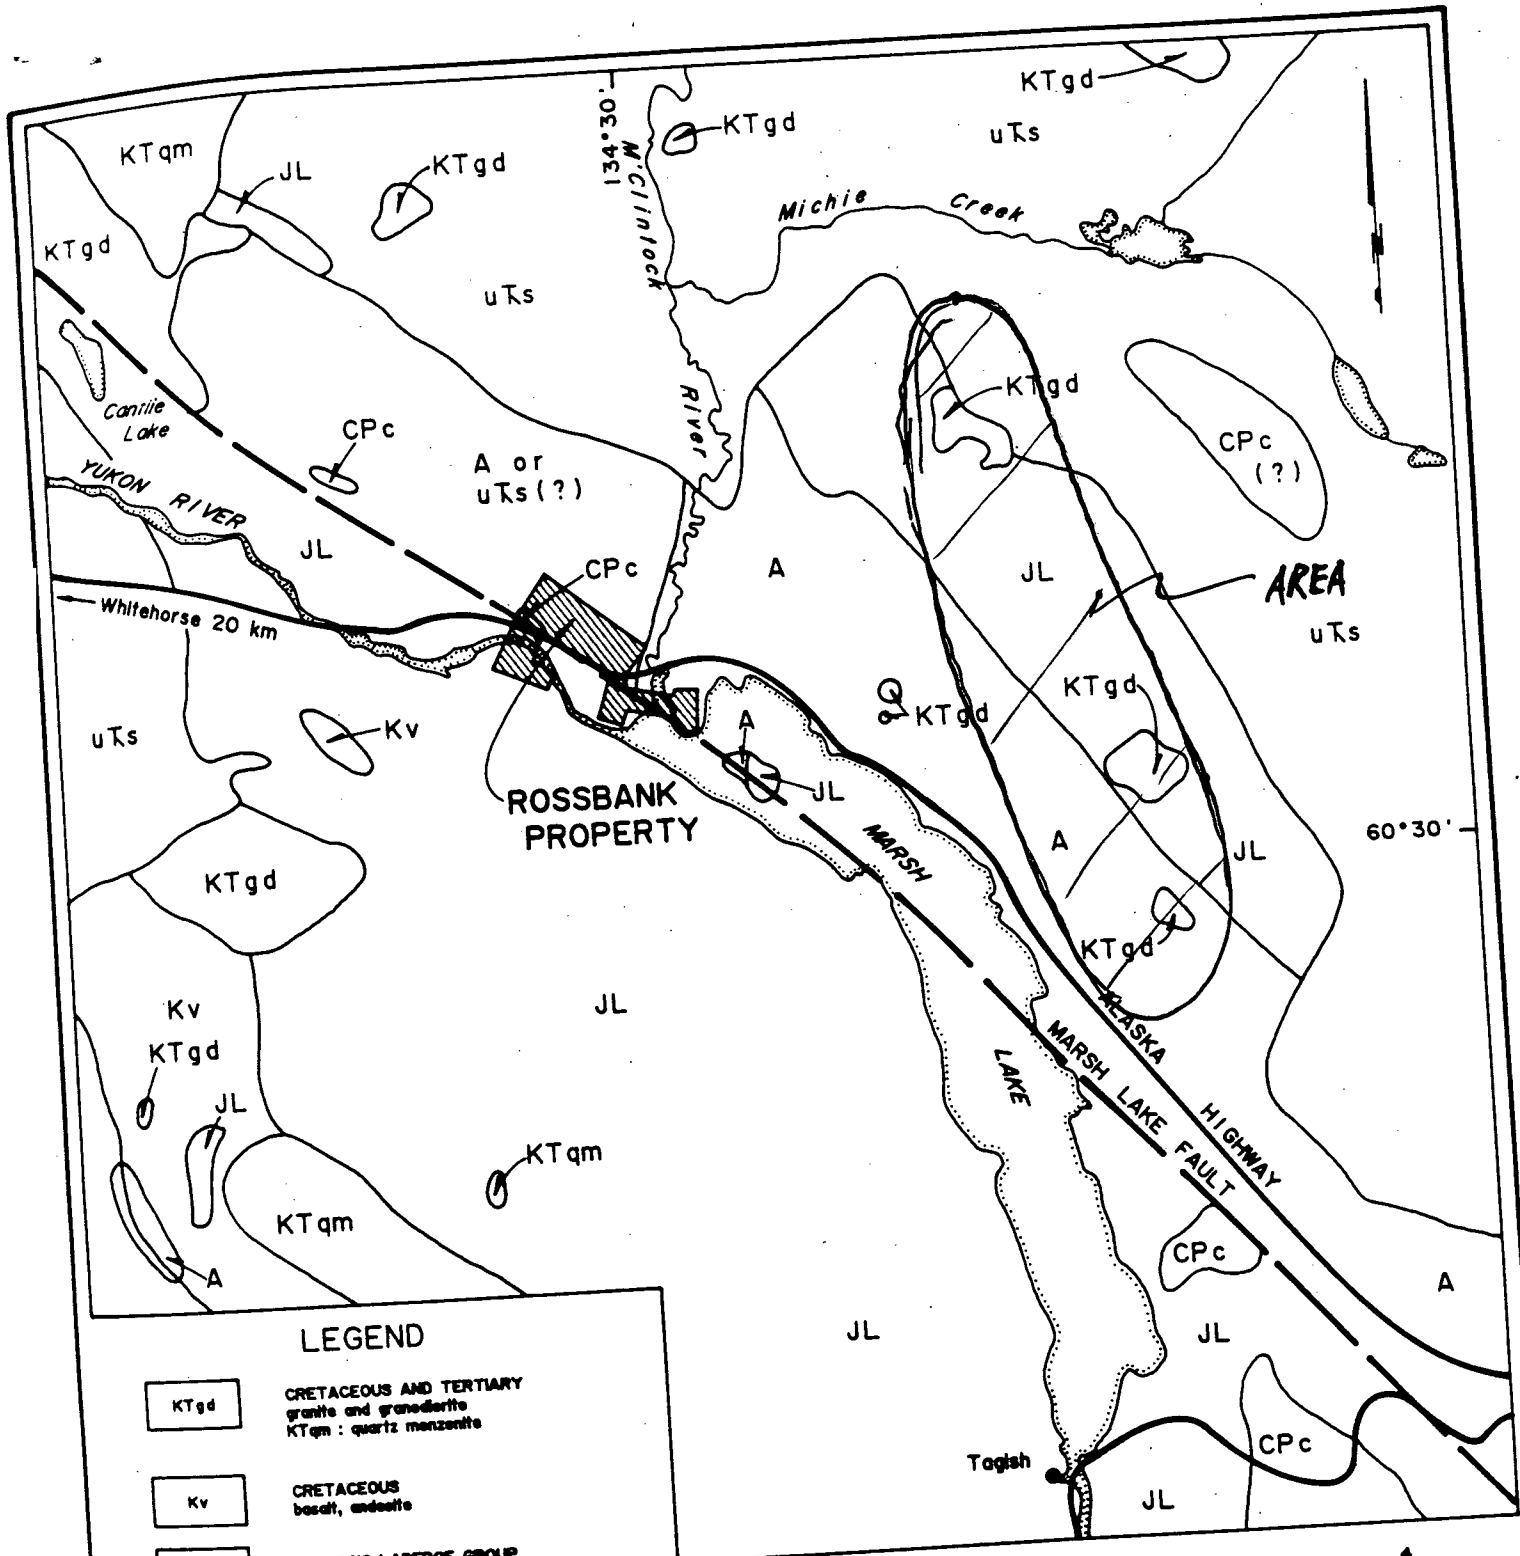 KTgd
134°30'
KTgd
uTs
KTqm
JL
KTgd
M'Clintock
Michie Creek
KTgd
uTs
River
KTgd
Cantlie
Lake
CPc
CPc
(?)
A or
uTs(?)
YUKON RIVER
JL
CPc
A
JL
AREA
Whitehorse 20 km
uTs
KTgd
KTgd
uTs
Kv
A
JL
ROSSBANK
PROPERTY
60°30'
MARSH
A
JL
KTgd
KTgd
JL
Kv
KTgd
ALASKA
HIGHWAY
MARSH LAKE FAULT
LAKE
JL
KTqm
KTqm
CPc
A
A
JL
JL
LEGEND
KTgd
CRETACEOUS AND TERTIARY
granite and granodiorite
KTqm : quartz monzonite
CPc
Tagish
JL
Kv
CRETACEOUS
basalt, andesite